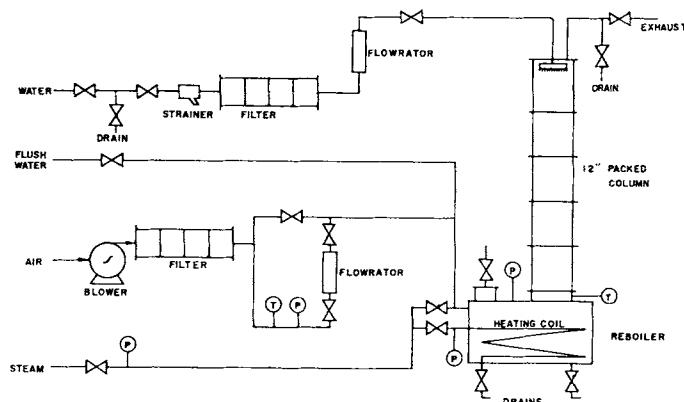 EXHAUST
FLOWRATOR
WATER
STRAINER
FILTER
DRAIN
DRAIN
FLUSH
WATER
12" PACKED
COLUMN
AIR
BLOWER
FILTER
FLOWRATOR
T
P
P
T
HEATING COIL
REBOILER
P
P
STEAM
DRAINS